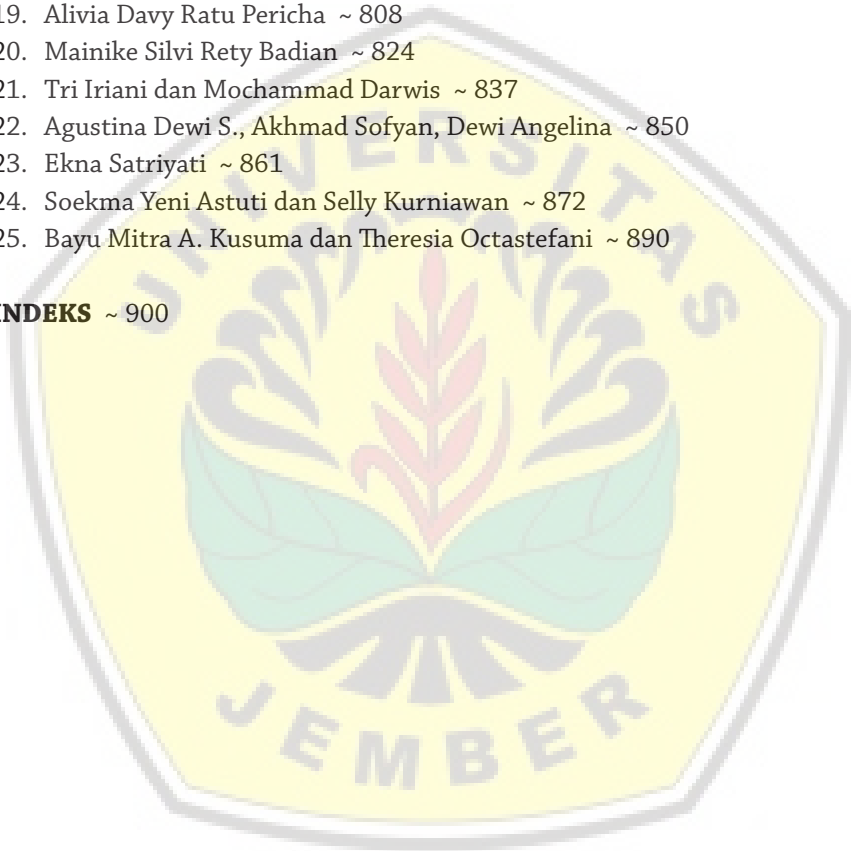 19. Alivia Davy Ratu Pericha ~ 808
20. Mainike Silvi Rety Badian ~ 824
21. Tri Iriani dan Mochammad Darwis ~ 837
22. Agustina Dewi S., Akhmad Sofyan, Dewi Angelina ~ 850
23. Ekna Satriyati ~ 861
24. Soekma Yeni Astuti dan Selly Kurniawan ~ 872
25. Bayu Mitra A. Kusuma dan Theresia Octastefani ~ 890
INDEKS ~ 900
UNIVERSITAS
JEMBER